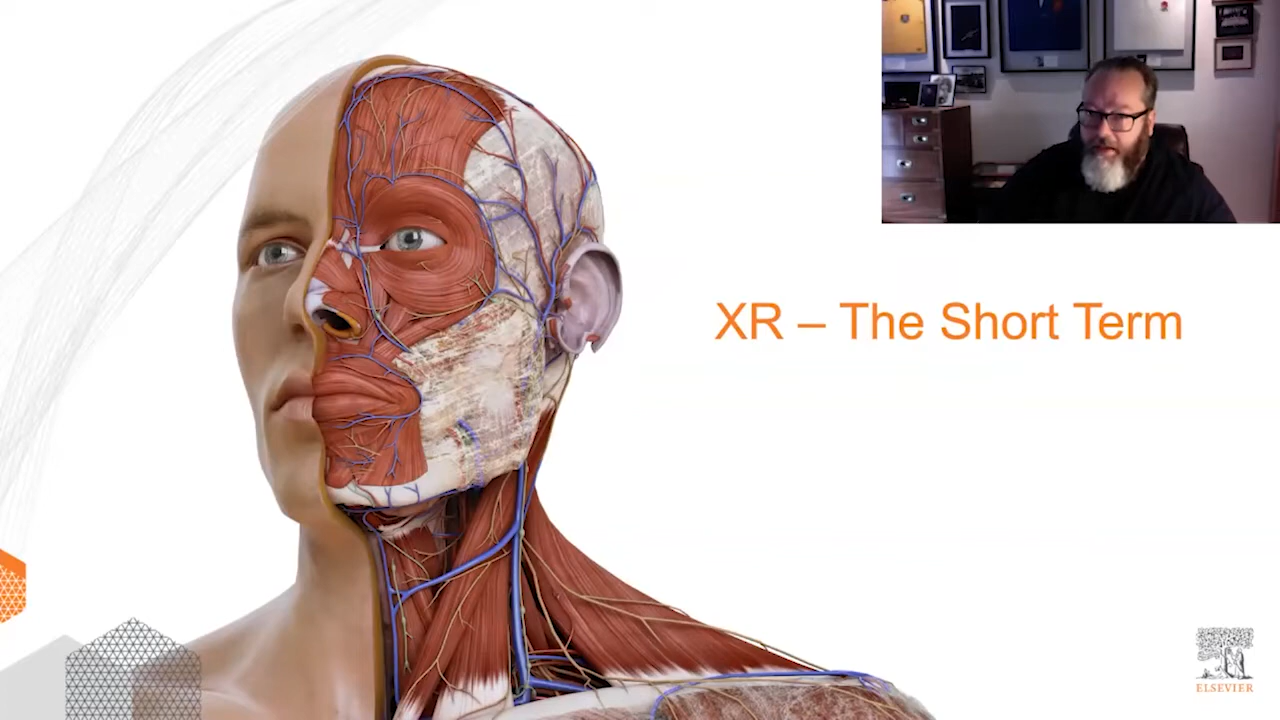 XR – The Short Term
ELSEVIER